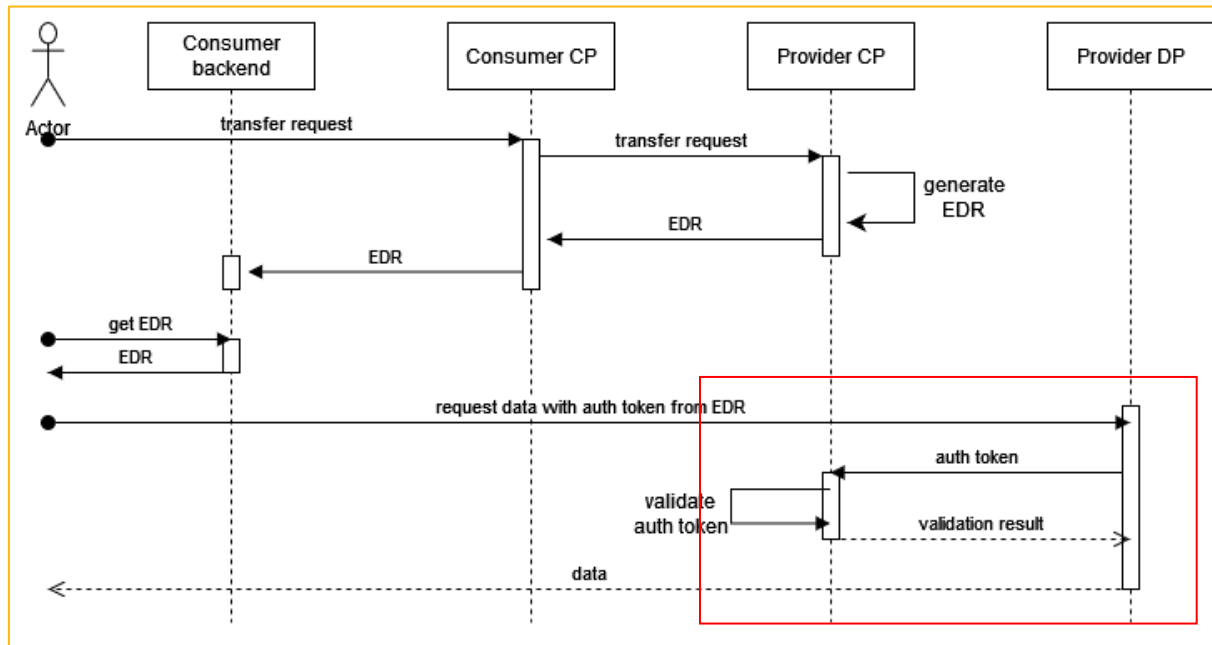 Consumer
backend
Consumer CP
Provider CP
Provider DP
Actor
transfer request
transfer request
generate
EDR
EDR
EDR
get EDR
EDR
request data with auth token from EDR
auth token
validate
auth token
validation result
data